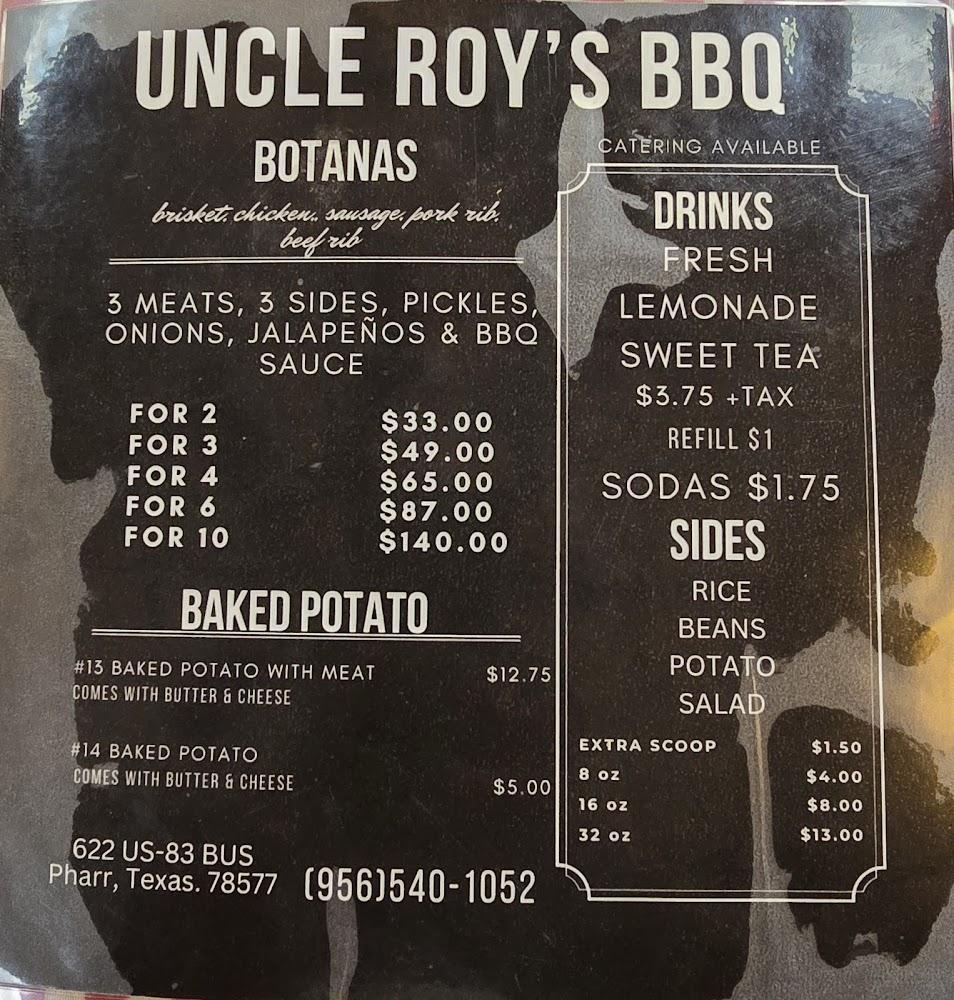 UNCLE ROY'S BBQ
BOTANAS
brisket, chicken,, sausage, pork rib,
beef rib
3 MEATS, 3 SIDES, PICKLES,
ONIONS, JALAPEÑOS & BBQ
SAUCE
FOR 2 $33.00
FOR 3 $49.00
FOR 4 $65.00
FOR 6 $87.00
FOR 10 $140.00
BAKED POTATO
#13 BAKED POTATO WITH MEAT $12.75
COMES WITH BUTTER & CHEESE
#14 BAKED POTATO
COMES WITH BUTTER & CHEESE $5.00
622 US-83 BUS
Pharr, Texas. 78577 (956)540-1052
CATERING AVAILABLE
DRINKS
FRESH
LEMONADE
SWEET TEA
$3.75 +TAX
REFILL $1
SODAS $1.75
SIDES
RICE
BEANS
POTATO
SALAD
EXTRA SCOOP $1.50
8 oz $4.00
16 oz $8.00
32 oz $13.00